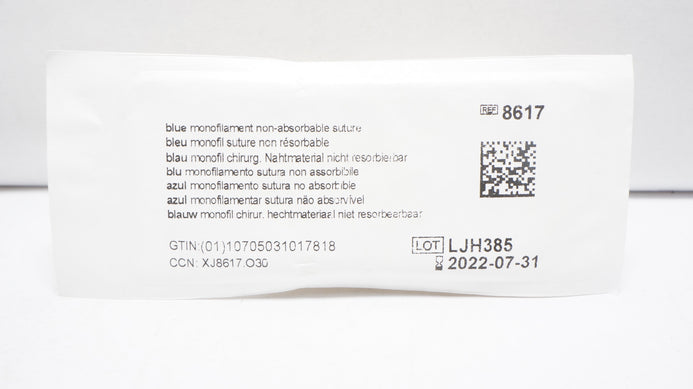 REF 8617
blue monofilament non-absorbable suture
bleu monofil suture non résorbable
blau monofil chirurg. Nahtmaterial nicht resorbierbar
blu monofilamento sutura non assorbibile
azul monofilamento sutura no absorbible
azul monofilamentar sutura não absorvível
blauw monofil chirur. hechtmateriaal niet resorbeerbaar
GTIN:(01)10705031017818
CCN: XJ8617.O30
LOT LJH385
2022-07-31